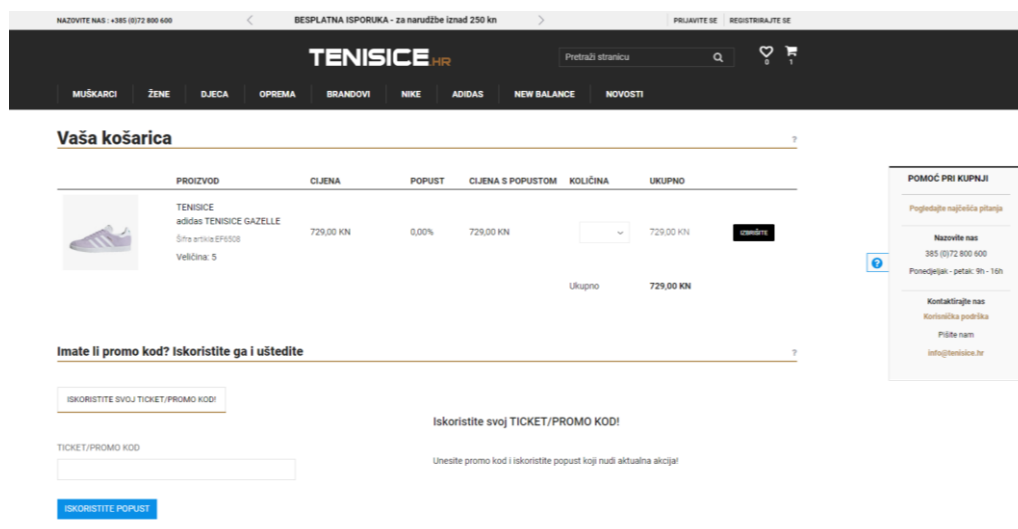 NAZOVITE NAS : +385 (0)72 800 600
BESPLATNA ISPORUKA - za narudžbe iznad 250 kn
PRIJAVITE SE
REGISTRIRAJTE SE
TENISICE.HR
Pretraži stranicu
0
1
MUŠKARCI ŽENE DJECA OPREMA BRANDOVI NIKE ADIDAS NEW BALANCE NOVOSTI
Vaša košarica
?
PROIZVOD CIJENA POPUST CIJENA S POPUSTOM KOLIČINA UKUPNO
TENISICE
adidas TENISICE GAZELLE
Šifra artikla:EF6508
Veličina: 5
729,00 KN 0,00% 729,00 KN 729,00 KN
IZBRIŠITE
Ukupno 729,00 KN
Imate li promo kod? Iskoristite ga i uštedite
?
ISKORISTITE SVOJ TICKET/PROMO KOD!
TICKET/PROMO KOD
ISKORISTITE POPUST
Iskoristite svoj TICKET/PROMO KOD!
Unesite promo kod i iskoristite popust koji nudi aktualna akcija!
?
POMOĆ PRI KUPNJI
Pogledajte najčešća pitanja
Nazovite nas
385 (0)72 800 600
Ponedjeljak - petak: 9h - 16h
Kontaktirajte nas
Korisnička podrška
Pišite nam
info@tenisice.hr